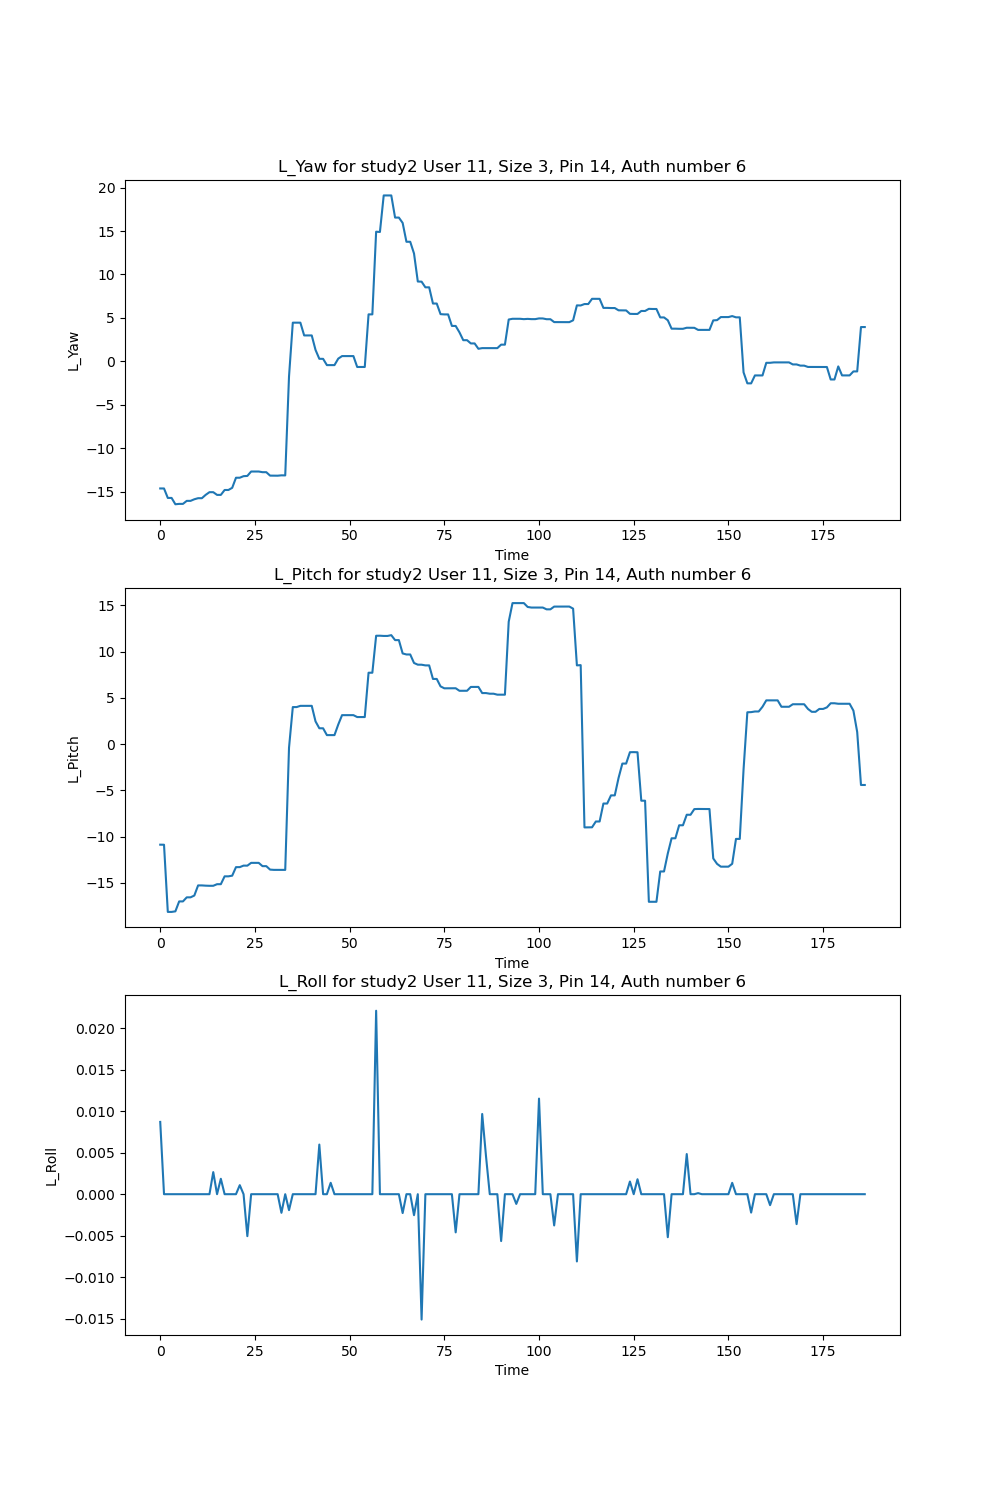 L_Yaw for study2 User 11, Size 3, Pin 14, Auth number 6
20
15
10
5
0
−5
−10
−15
L_Yaw
0 25 50 75 100 125 150 175
Time
L_Pitch for study2 User 11, Size 3, Pin 14, Auth number 6
15
10
5
0
−5
−10
−15
L_Pitch
0 25 50 75 100 125 150 175
Time
L_Roll for study2 User 11, Size 3, Pin 14, Auth number 6
0.020
0.015
0.010
0.005
0.000
−0.005
−0.010
−0.015
L_Roll
0 25 50 75 100 125 150 175
Time